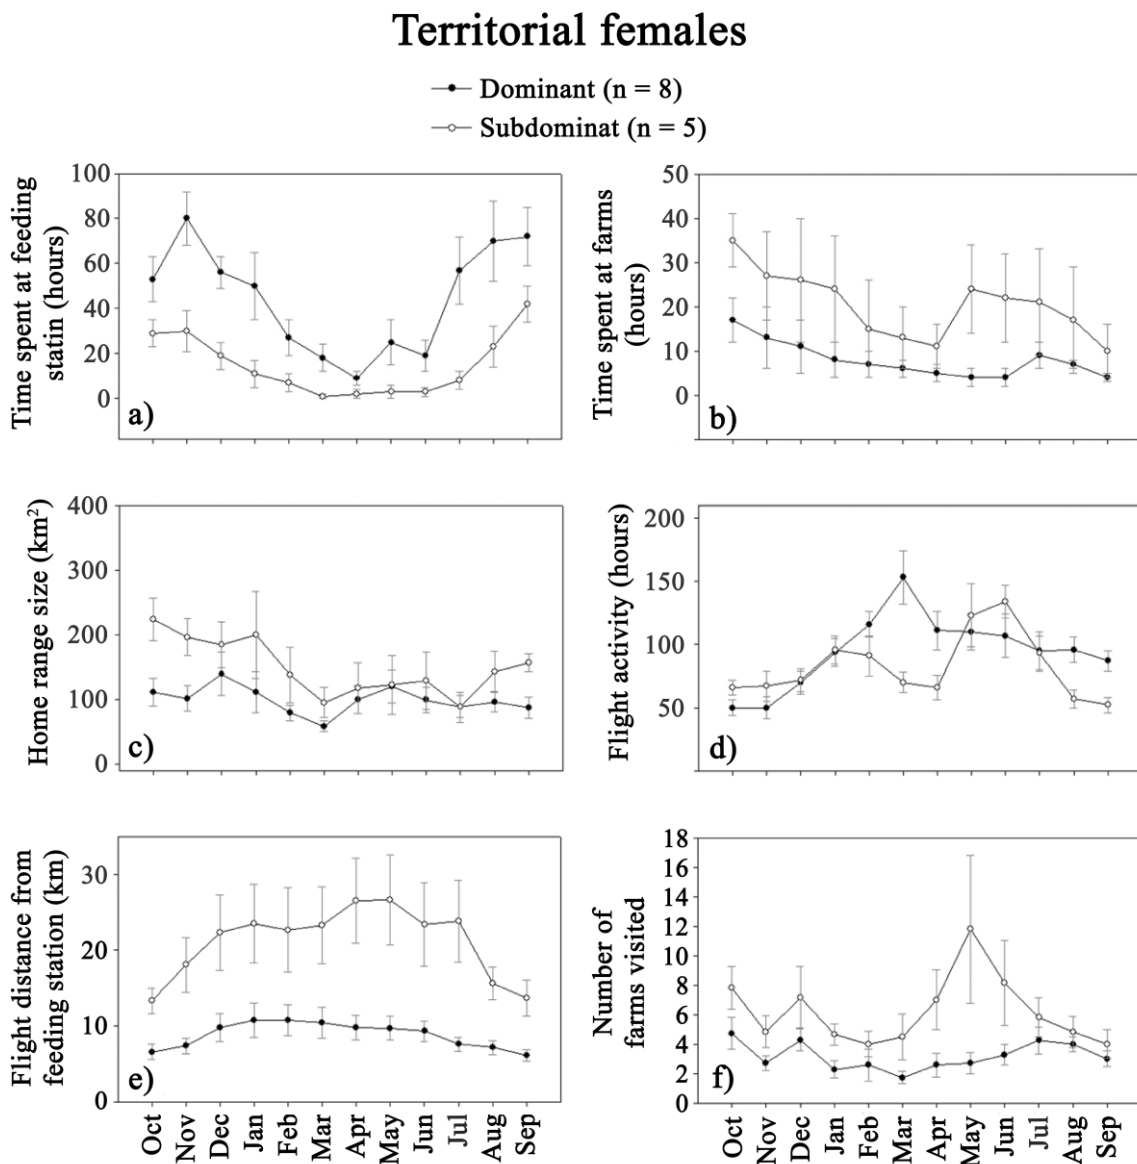 Territorial females
Dominant (n = 8)
Subdominat (n = 5)
Time spent at feeding
statin (hours)
100
80
60
40
20
0
a)
Time spent at farms
(hours)
50
40
30
20
10
0
b)
Home range size (km²)
400
300
200
100
0
c)
Flight activity (hours)
200
150
100
50
d)
Flight distance from
feeding station (km)
30
20
10
0
e)
Oct
Nov
Dec
Jan
Feb
Mar
Apr
May
Jun
Jul
Aug
Sep
Number of
farms visited
18
16
14
12
10
8
6
4
2
0
f)
Oct
Nov
Dec
Jan
Feb
Mar
Apr
May
Jun
Jul
Aug
Sep